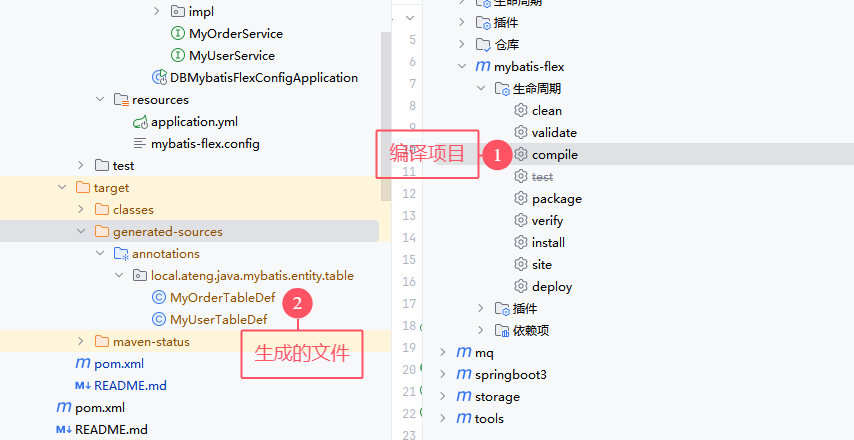 impl
MyOrderService
MyUserService
DBMybatisFlexConfigApplication
resources
application.yml
mybatis-flex.config
test
target
classes
generated-sources
annotations
local.ateng.java.mybatis.entity.table
MyOrderTableDef
MyUserTableDef
2
生成的文件
maven-status
pom.xml
README.md
pom.xml
README.md
5
6
7
8
9
11
12
13
14
15
16
17
18
19
20
21
22
23
编译项目
1
生命周期
插件
仓库
mybatis-flex
生命周期
clean
validate
compile
test
package
verify
install
site
deploy
插件
依赖项
mq
springboot3
storage
tools